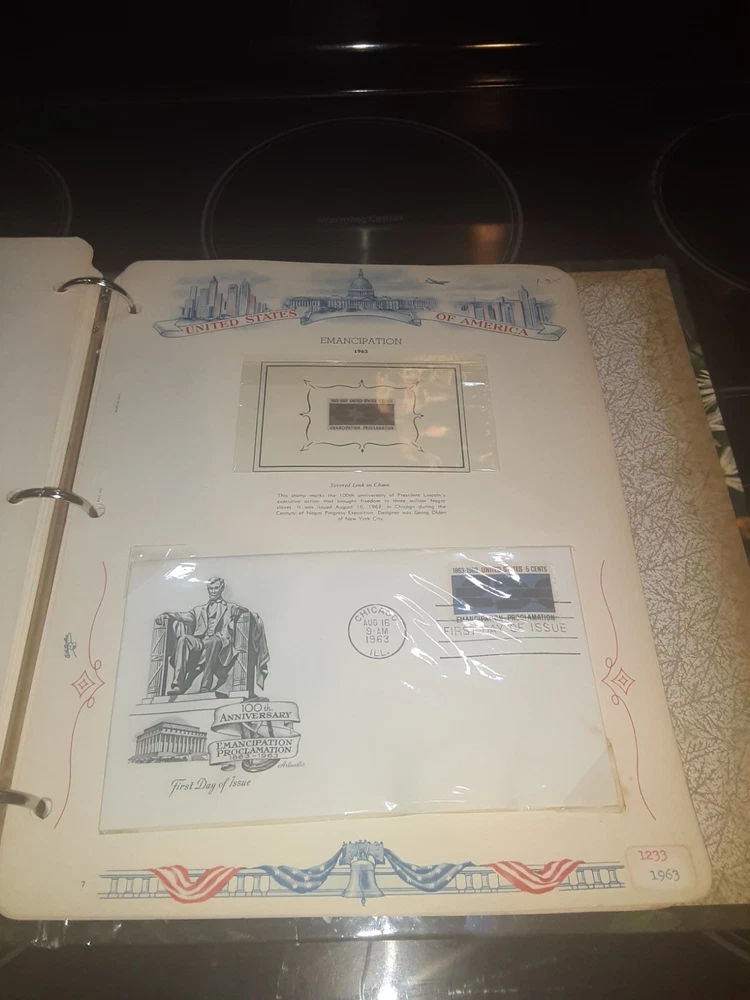 Warming Center
UNITED STATES
OF AMERICA
EMANCIPATION
1963
1863-1963 UNITED STATES 5 CENTS
EMANCIPATION PROCLAMATION
Severed Link in Chain
This stamp marks the 100th anniversary of President Lincoln's
executive action that brought freedom to three million Negro
slaves. It was issued August 16, 1963, in Chicago during the
Century of Negro Progress Exposition. Designer was Georg Olden
of New York City.
1863-1963 UNITED STATES 5 CENTS
EMANCIPATION PROCLAMATION
FIRST DAY OF ISSUE
CHICAGO
AUG 16
9-AM
1963
ILL.
100th
ANNIVERSARY
EMANCIPATION
PROCLAMATION
1863-1963
Artmaster
First Day of Issue
7
1233
1963